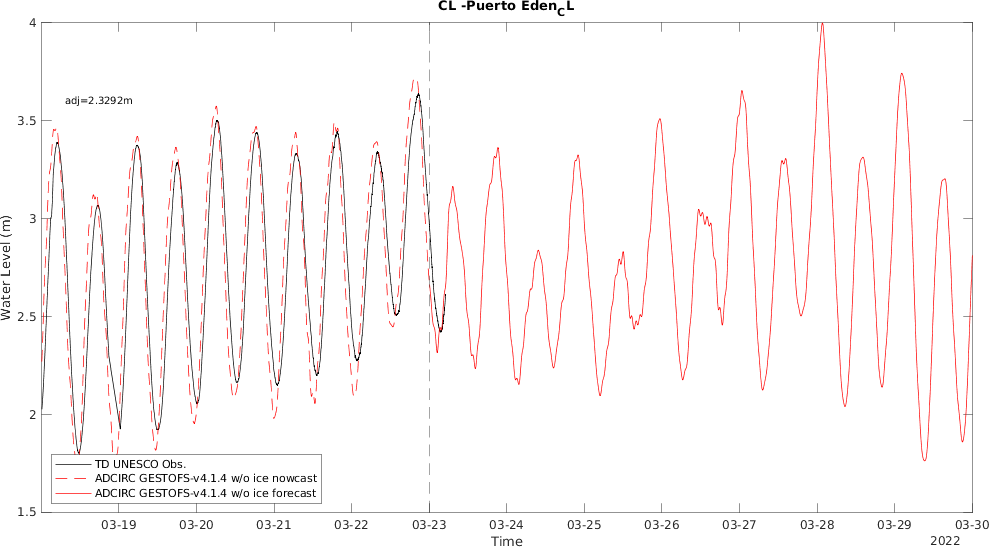 CL -Puerto Eden_CL
4
adj=2.3292m
3.5
3
Water Level (m)
2.5
2
TD UNESCO Obs.
ADCIRC GESTOFS-v4.1.4 w/o ice nowcast
ADCIRC GESTOFS-v4.1.4 w/o ice forecast
1.5
03-19 03-20 03-21 03-22 03-23 03-24 03-25 03-26 03-27 03-28 03-29 03-30
Time
2022